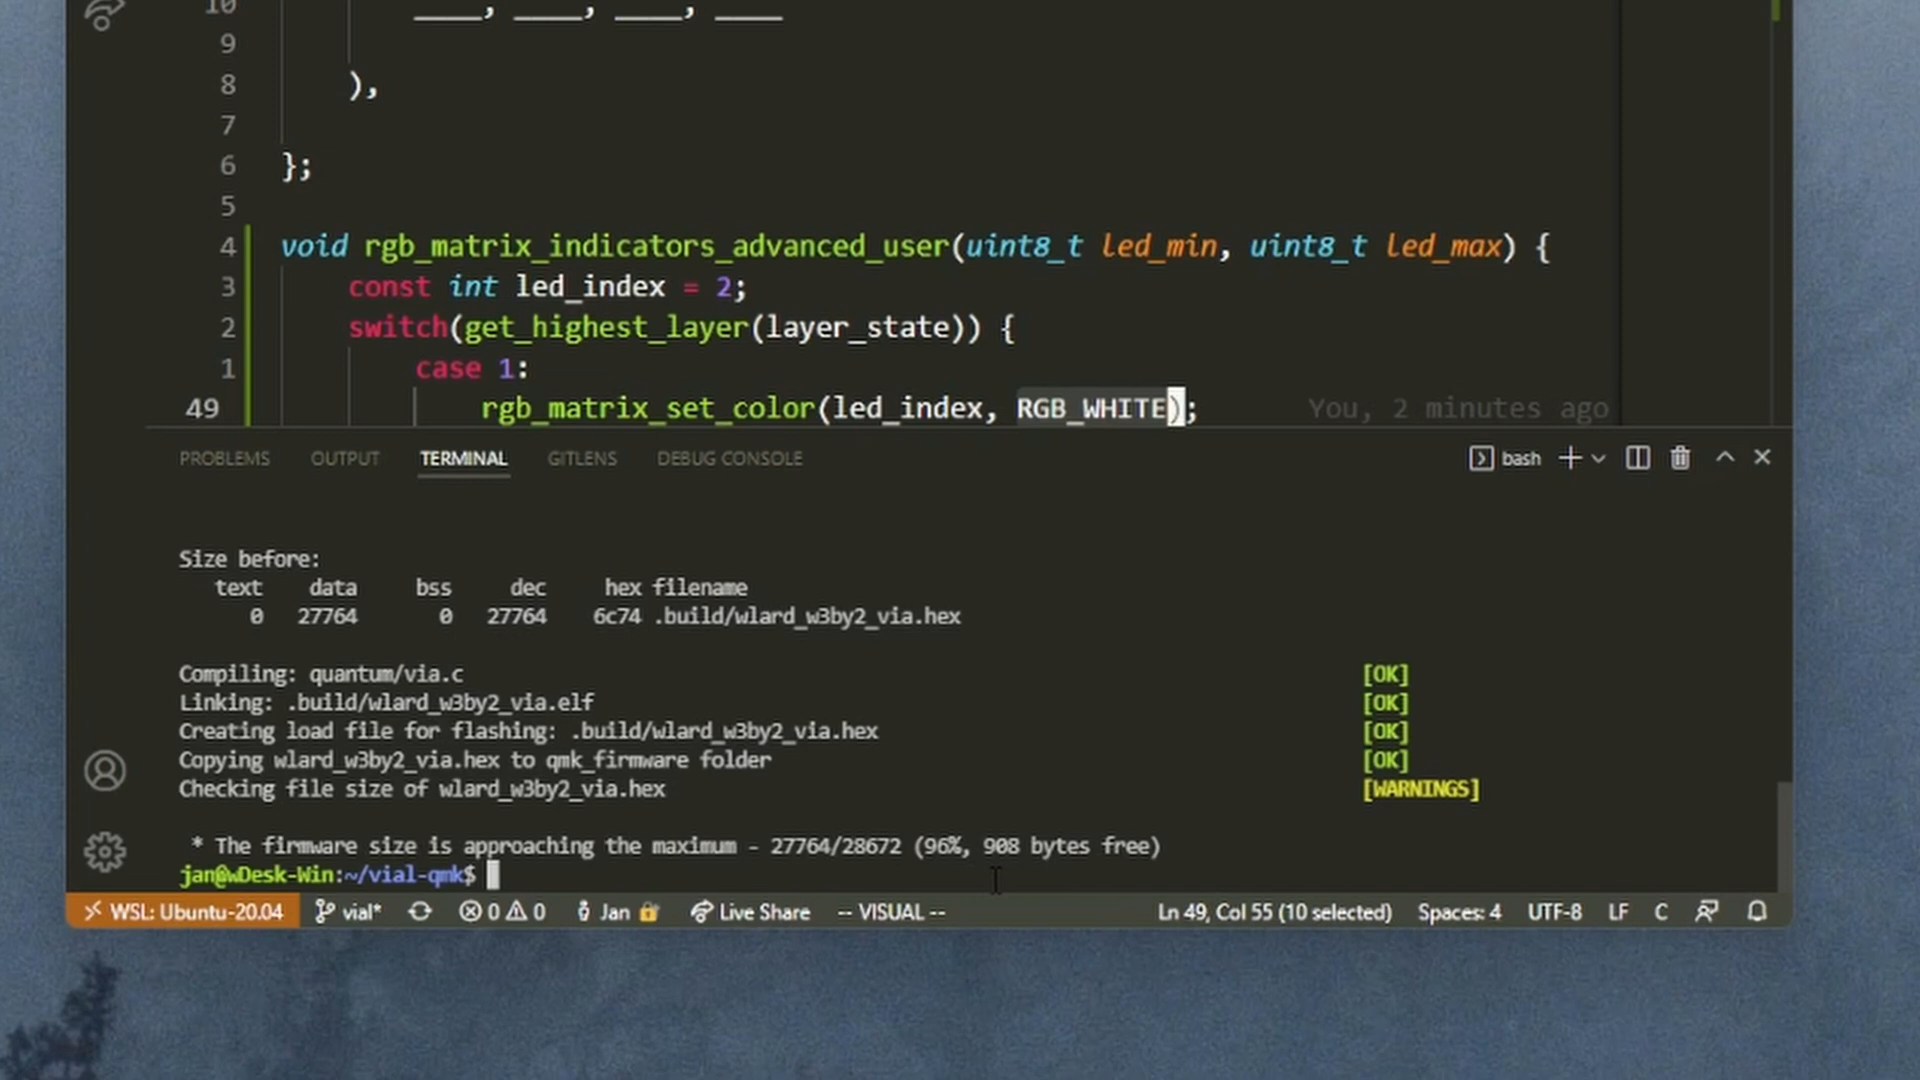 10 ____, ____, ____, ____
9
8 ),
7
6 };
5
4 void rgb_matrix_indicators_advanced_user(uint8_t led_min, uint8_t led_max) {
3 const int led_index = 2;
2 switch(get_highest_layer(layer_state)) {
1 case 1:
49 rgb_matrix_set_color(led_index, RGB_WHITE); You, 2 minutes ago
PROBLEMS OUTPUT TERMINAL GITLENS DEBUG CONSOLE bash
Size before:
text data bss dec hex filename
0 27764 0 27764 6c74 .build/wlard_w3by2_via.hex
Compiling: quantum/via.c [OK]
Linking: .build/wlard_w3by2_via.elf [OK]
Creating load file for flashing: .build/wlard_w3by2_via.hex [OK]
Copying wlard_w3by2_via.hex to qmk_firmware folder [OK]
Checking file size of wlard_w3by2_via.hex [WARNINGS]
* The firmware size is approaching the maximum - 27764/28672 (96%, 908 bytes free)
jan@wDesk-Win:~/vial-qmk$
WSL: Ubuntu-20.04 vial* 0 0 Jan Live Share -- VISUAL -- Ln 49, Col 55 (10 selected) Spaces: 4 UTF-8 LF C